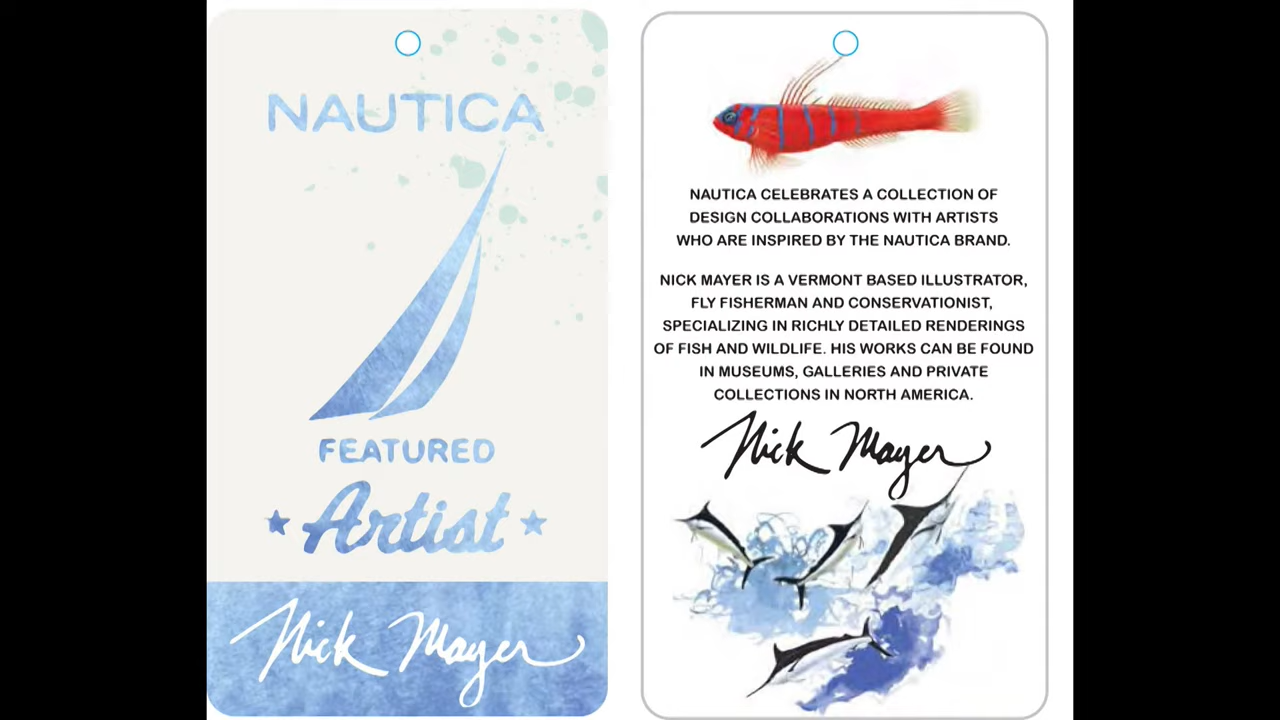 NAUTICA
FEATURED
Artist
Nick Mayer
NAUTICA CELEBRATES A COLLECTION OF
DESIGN COLLABORATIONS WITH ARTISTS
WHO ARE INSPIRED BY THE NAUTICA BRAND.
NICK MAYER IS A VERMONT BASED ILLUSTRATOR,
FLY FISHERMAN AND CONSERVATIONIST,
SPECIALIZING IN RICHLY DETAILED RENDERINGS
OF FISH AND WILDLIFE. HIS WORKS CAN BE FOUND
IN MUSEUMS, GALLERIES AND PRIVATE
COLLECTIONS IN NORTH AMERICA.
Nick Mayer